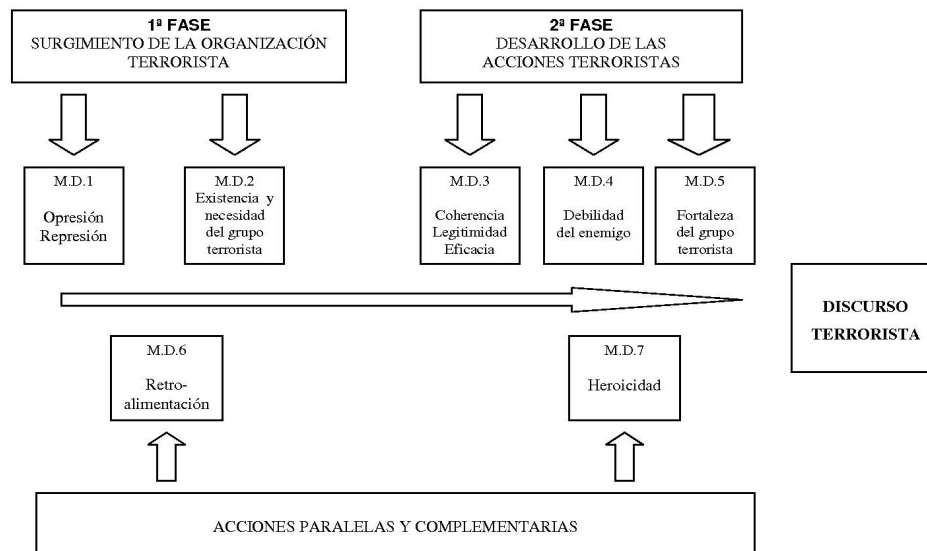 1ª FASE
SURGIMIENTO DE LA ORGANIZACIÓN
TERRORISTA
2ª FASE
DESARROLLO DE LAS
ACCIONES TERRORISTAS
M.D.1
Opresión
Represión
M.D.2
Existencia y
necesidad
del grupo
terrorista
M.D.3
Coherencia
Legitimidad
Eficacia
M.D.4
Debilidad
del enemigo
M.D.5
Fortaleza
del grupo
terrorista
DISCURSO
TERRORISTA
M.D.6
Retro-
alimentación
M.D.7
Heroicidad
ACCIONES PARALELAS Y COMPLEMENTARIAS